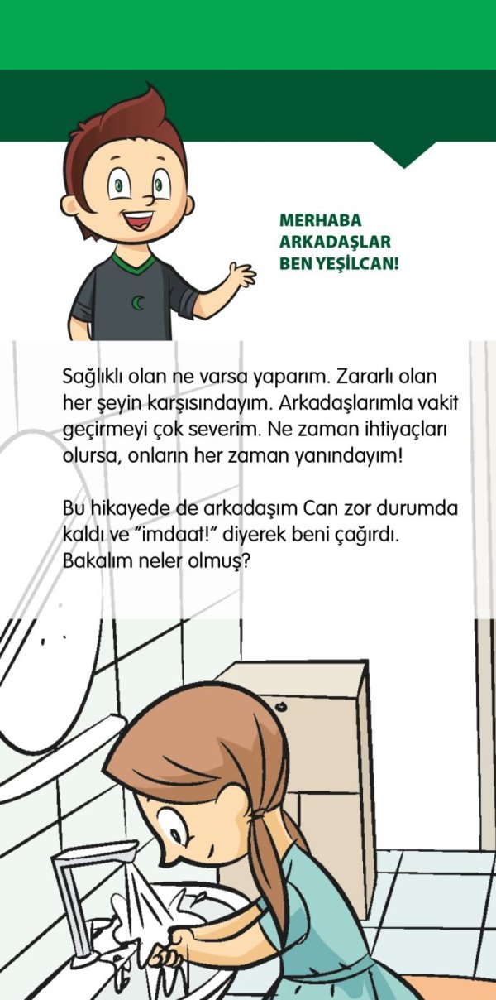 MERHABA
ARKADAŞLAR
BEN YEŞİLCAN!
Sağlıklı olan ne varsa yaparım. Zararlı olan
her şeyin karşısındayım. Arkadaşlarımla vakit
geçirmeyi çok severim. Ne zaman ihtiyaçları
olursa, onların her zaman yanındayım!
Bu hikayede de arkadaşım Can zor durumda
kaldı ve “imdaat!” diyerek beni çağırdı.
Bakalım neler olmuş?